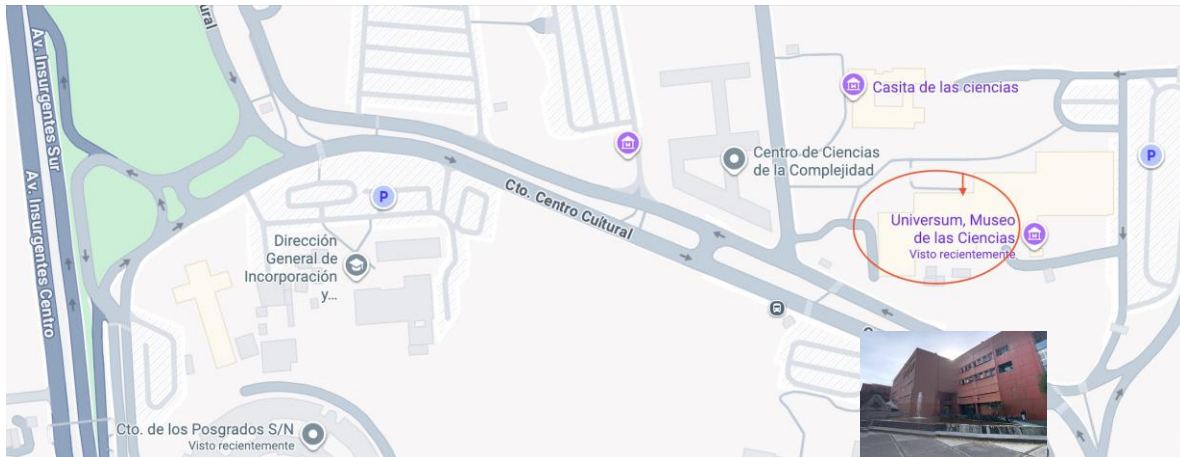 ural
Av. Insurgentes Sur
Av. Insurgentes Centro
Casita de las ciencias
Centro de Ciencias
de la Complejidad
P
P
Cto. Centro Cultural
Universum, Museo
de las Ciencias
Visto recientemente
Dirección
General de
Incorporación
y...
C
Cto. de los Posgrados S/N
Visto recientemente